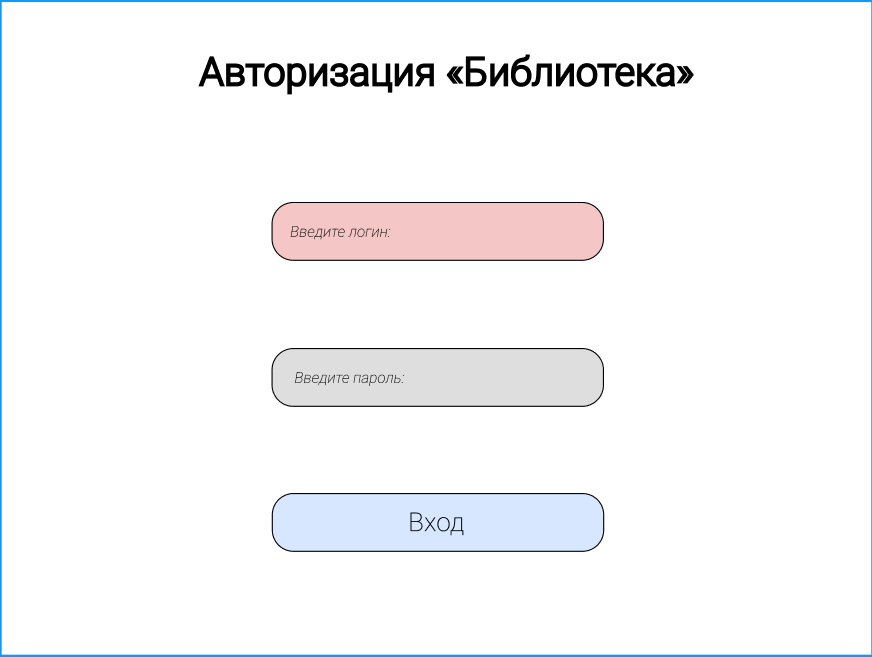 Авторизация «Библиотека»
Введите логин:
Введите пароль:
Вход